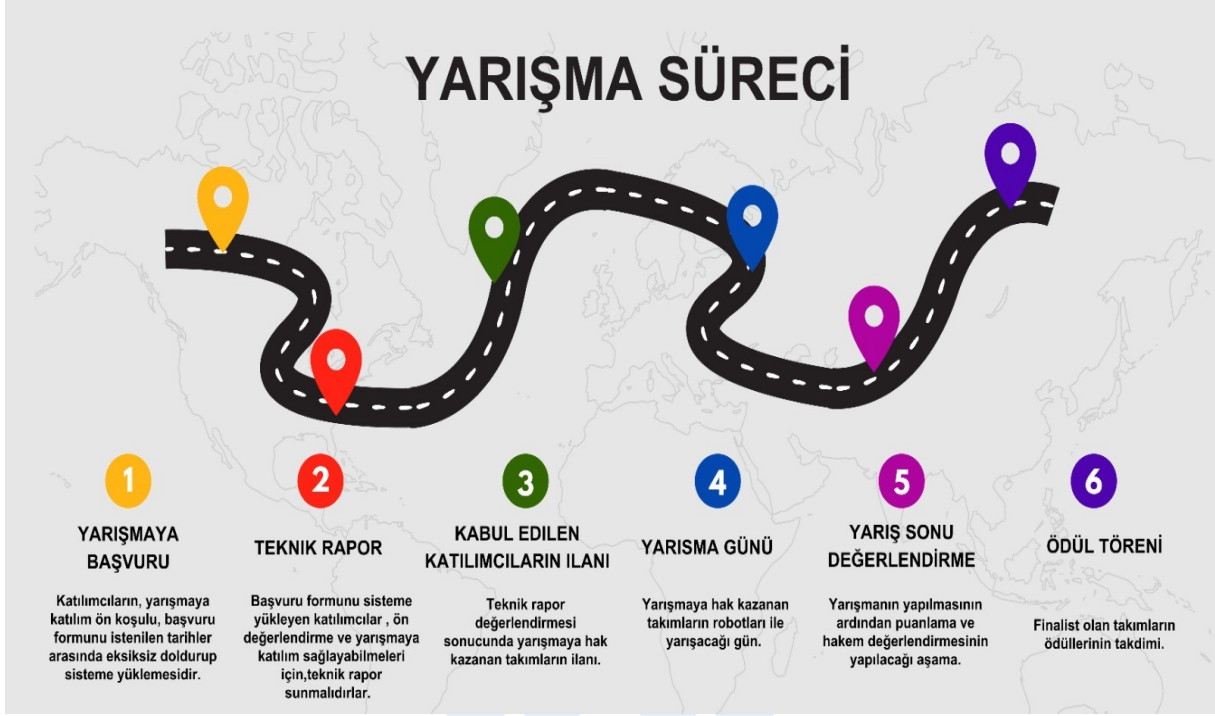 YARIŞMA SÜRECİ
1
YARIŞMAYA
BAŞVURU
Katılımcıların, yarışmaya
katılım ön koşulu, başvuru
formunu istenilen tarihler
arasında eksiksiz doldurup
sisteme yüklemesidir.
2
TEKNIK RAPOR
Başvuru formunu sisteme
yükleyen katılımcılar , ön
değerlendirme ve yarışmaya
katılım sağlayabilmeleri
için,teknik rapor
sunmalıdırlar.
3
KABUL EDILEN
KATILIMCILARIN ILANI
Teknik rapor
değerlendirmesi
sonucunda yarışmaya hak
kazanan takımların ilanı.
4
YARISMA GÜNÜ
Yarışmaya hak kazanan
takımların robotları ile
yarışacağı gün.
5
YARIŞ SONU
DEĞERLENDİRME
Yarışmanın yapılmasının
ardından puanlama ve
hakem değerlendirmesinin
yapılacağı aşama.
6
ÖDÜL TÖRENİ
Finalist olan takımların
ödüllerinin takdimi.